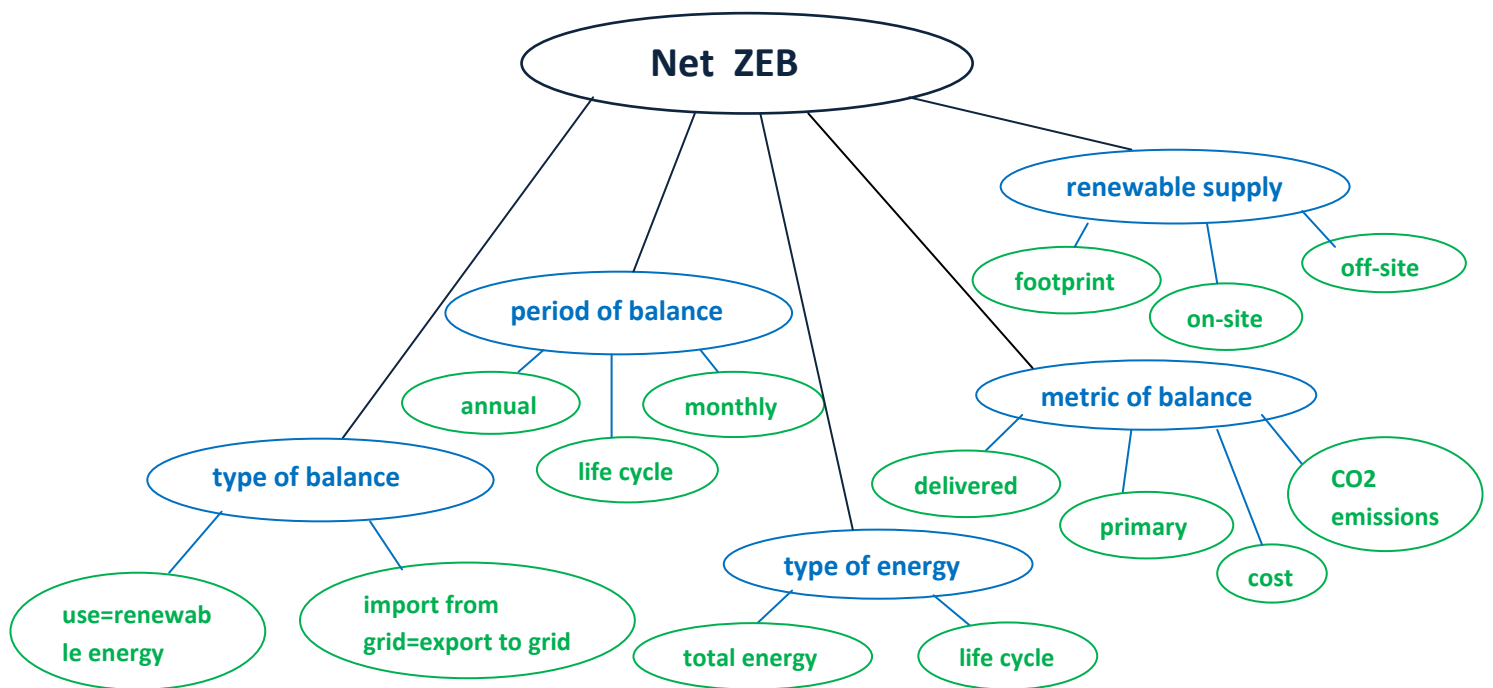 Net ZEB
renewable supply
footprint
on-site
off-site
period of balance
annual
life cycle
monthly
metric of balance
delivered
primary
cost
CO2
emissions
type of balance
use=renewab
le energy
import from
grid=export to grid
type of energy
total energy
life cycle